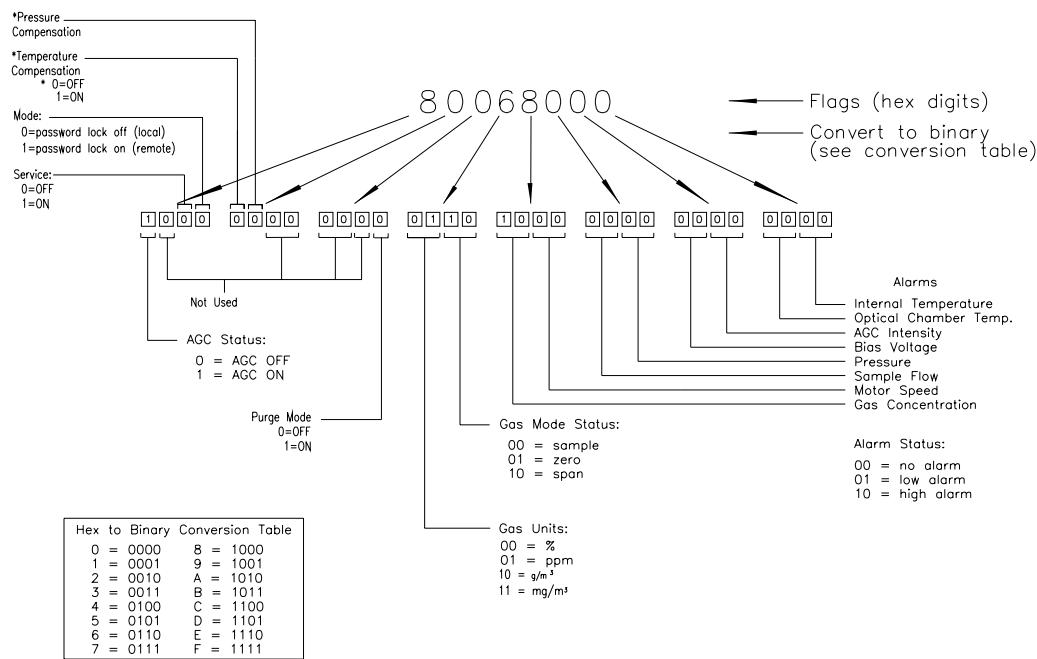 *Pressure
Compensation
*Temperature
Compensation
* 0=OFF
1=ON
Mode:
0=password lock off (local)
1=password lock on (remote)
Service:
0=OFF
1=ON
80068000
Flags (hex digits)
Convert to binary
(see conversion table)
1000 0000 0000 0110 1000 0000 0000 0000
Not Used
AGC Status:
0 = AGC OFF
1 = AGC ON
Purge Mode
0=OFF
1=ON
Gas Mode Status:
00 = sample
01 = zero
10 = span
Gas Units:
00 = %
01 = ppm
10 = g/m³
11 = mg/m³
Alarms
Internal Temperature
Optical Chamber Temp.
AGC Intensity
Bias Voltage
Pressure
Sample Flow
Motor Speed
Gas Concentration
Alarm Status:
00 = no alarm
01 = low alarm
10 = high alarm
Hex to Binary Conversion Table
0 = 0000 8 = 1000
1 = 0001 9 = 1001
2 = 0010 A = 1010
3 = 0011 B = 1011
4 = 0100 C = 1100
5 = 0101 D = 1101
6 = 0110 E = 1110
7 = 0111 F = 1111